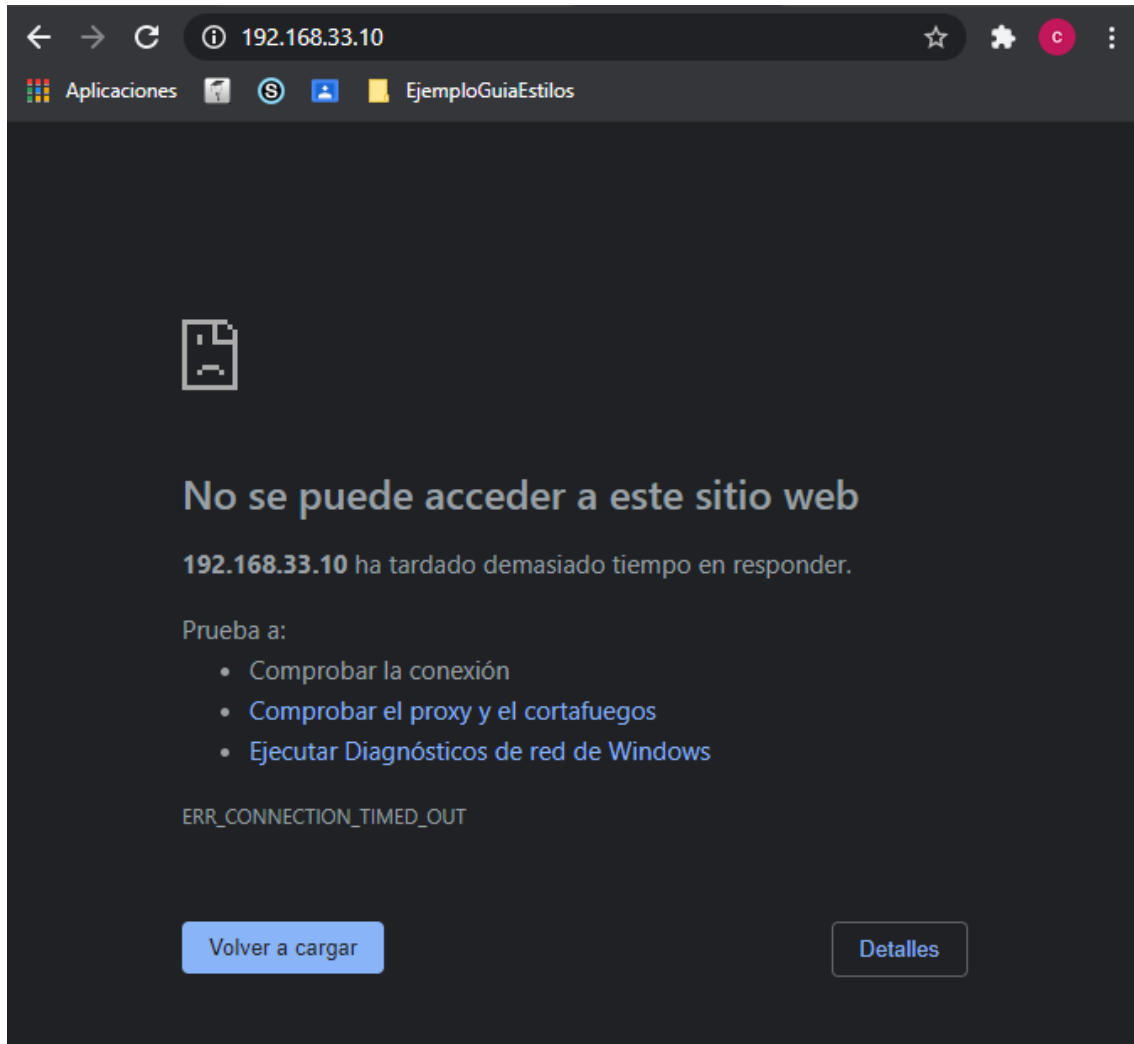 192.168.33.10
C
Aplicaciones
S
EjemploGuiaEstilos
No se puede acceder a este sitio web
192.168.33.10 ha tardado demasiado tiempo en responder.
Prueba a:
• Comprobar la conexión
• Comprobar el proxy y el cortafuegos
• Ejecutar Diagnósticos de red de Windows
ERR_CONNECTION_TIMED_OUT
Volver a cargar
Detalles